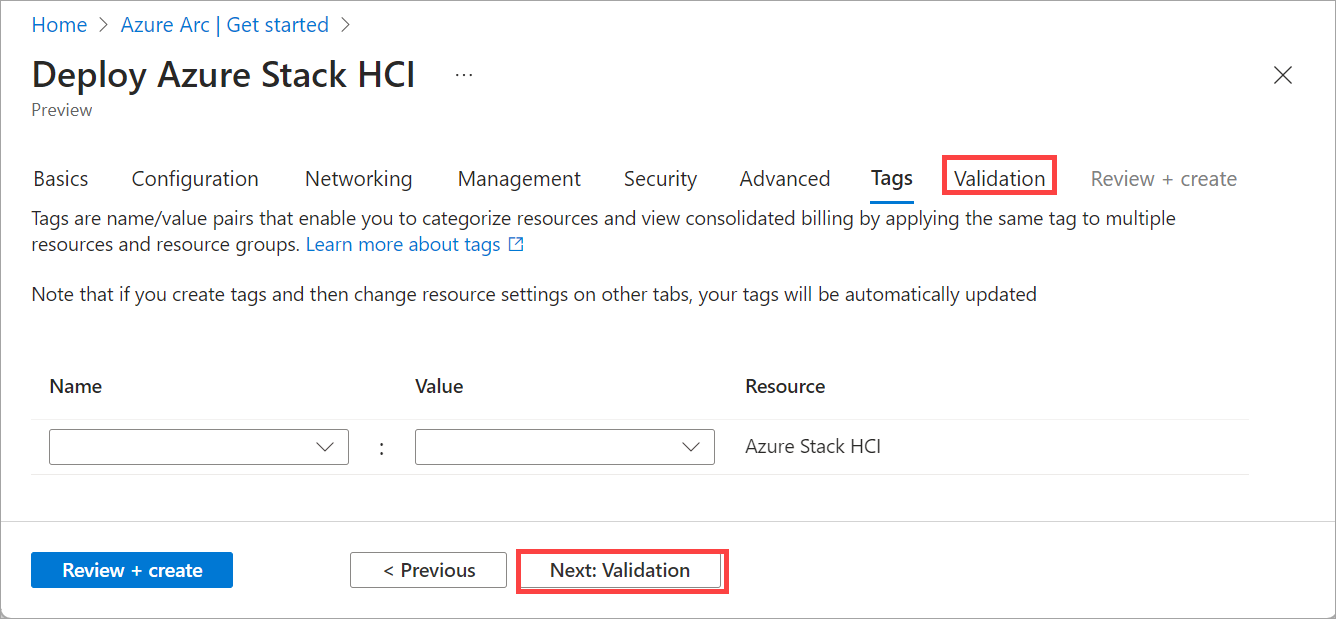 Home > Azure Arc | Get started >
Deploy Azure Stack HCI ...
Preview
Basics Configuration Networking Management Security Advanced Tags Validation Review + create
Tags are name/value pairs that enable you to categorize resources and view consolidated billing by applying the same tag to multiple
resources and resource groups. Learn more about tags
Note that if you create tags and then change resource settings on other tabs, your tags will be automatically updated
Name Value Resource
: Azure Stack HCI
Review + create < Previous Next: Validation